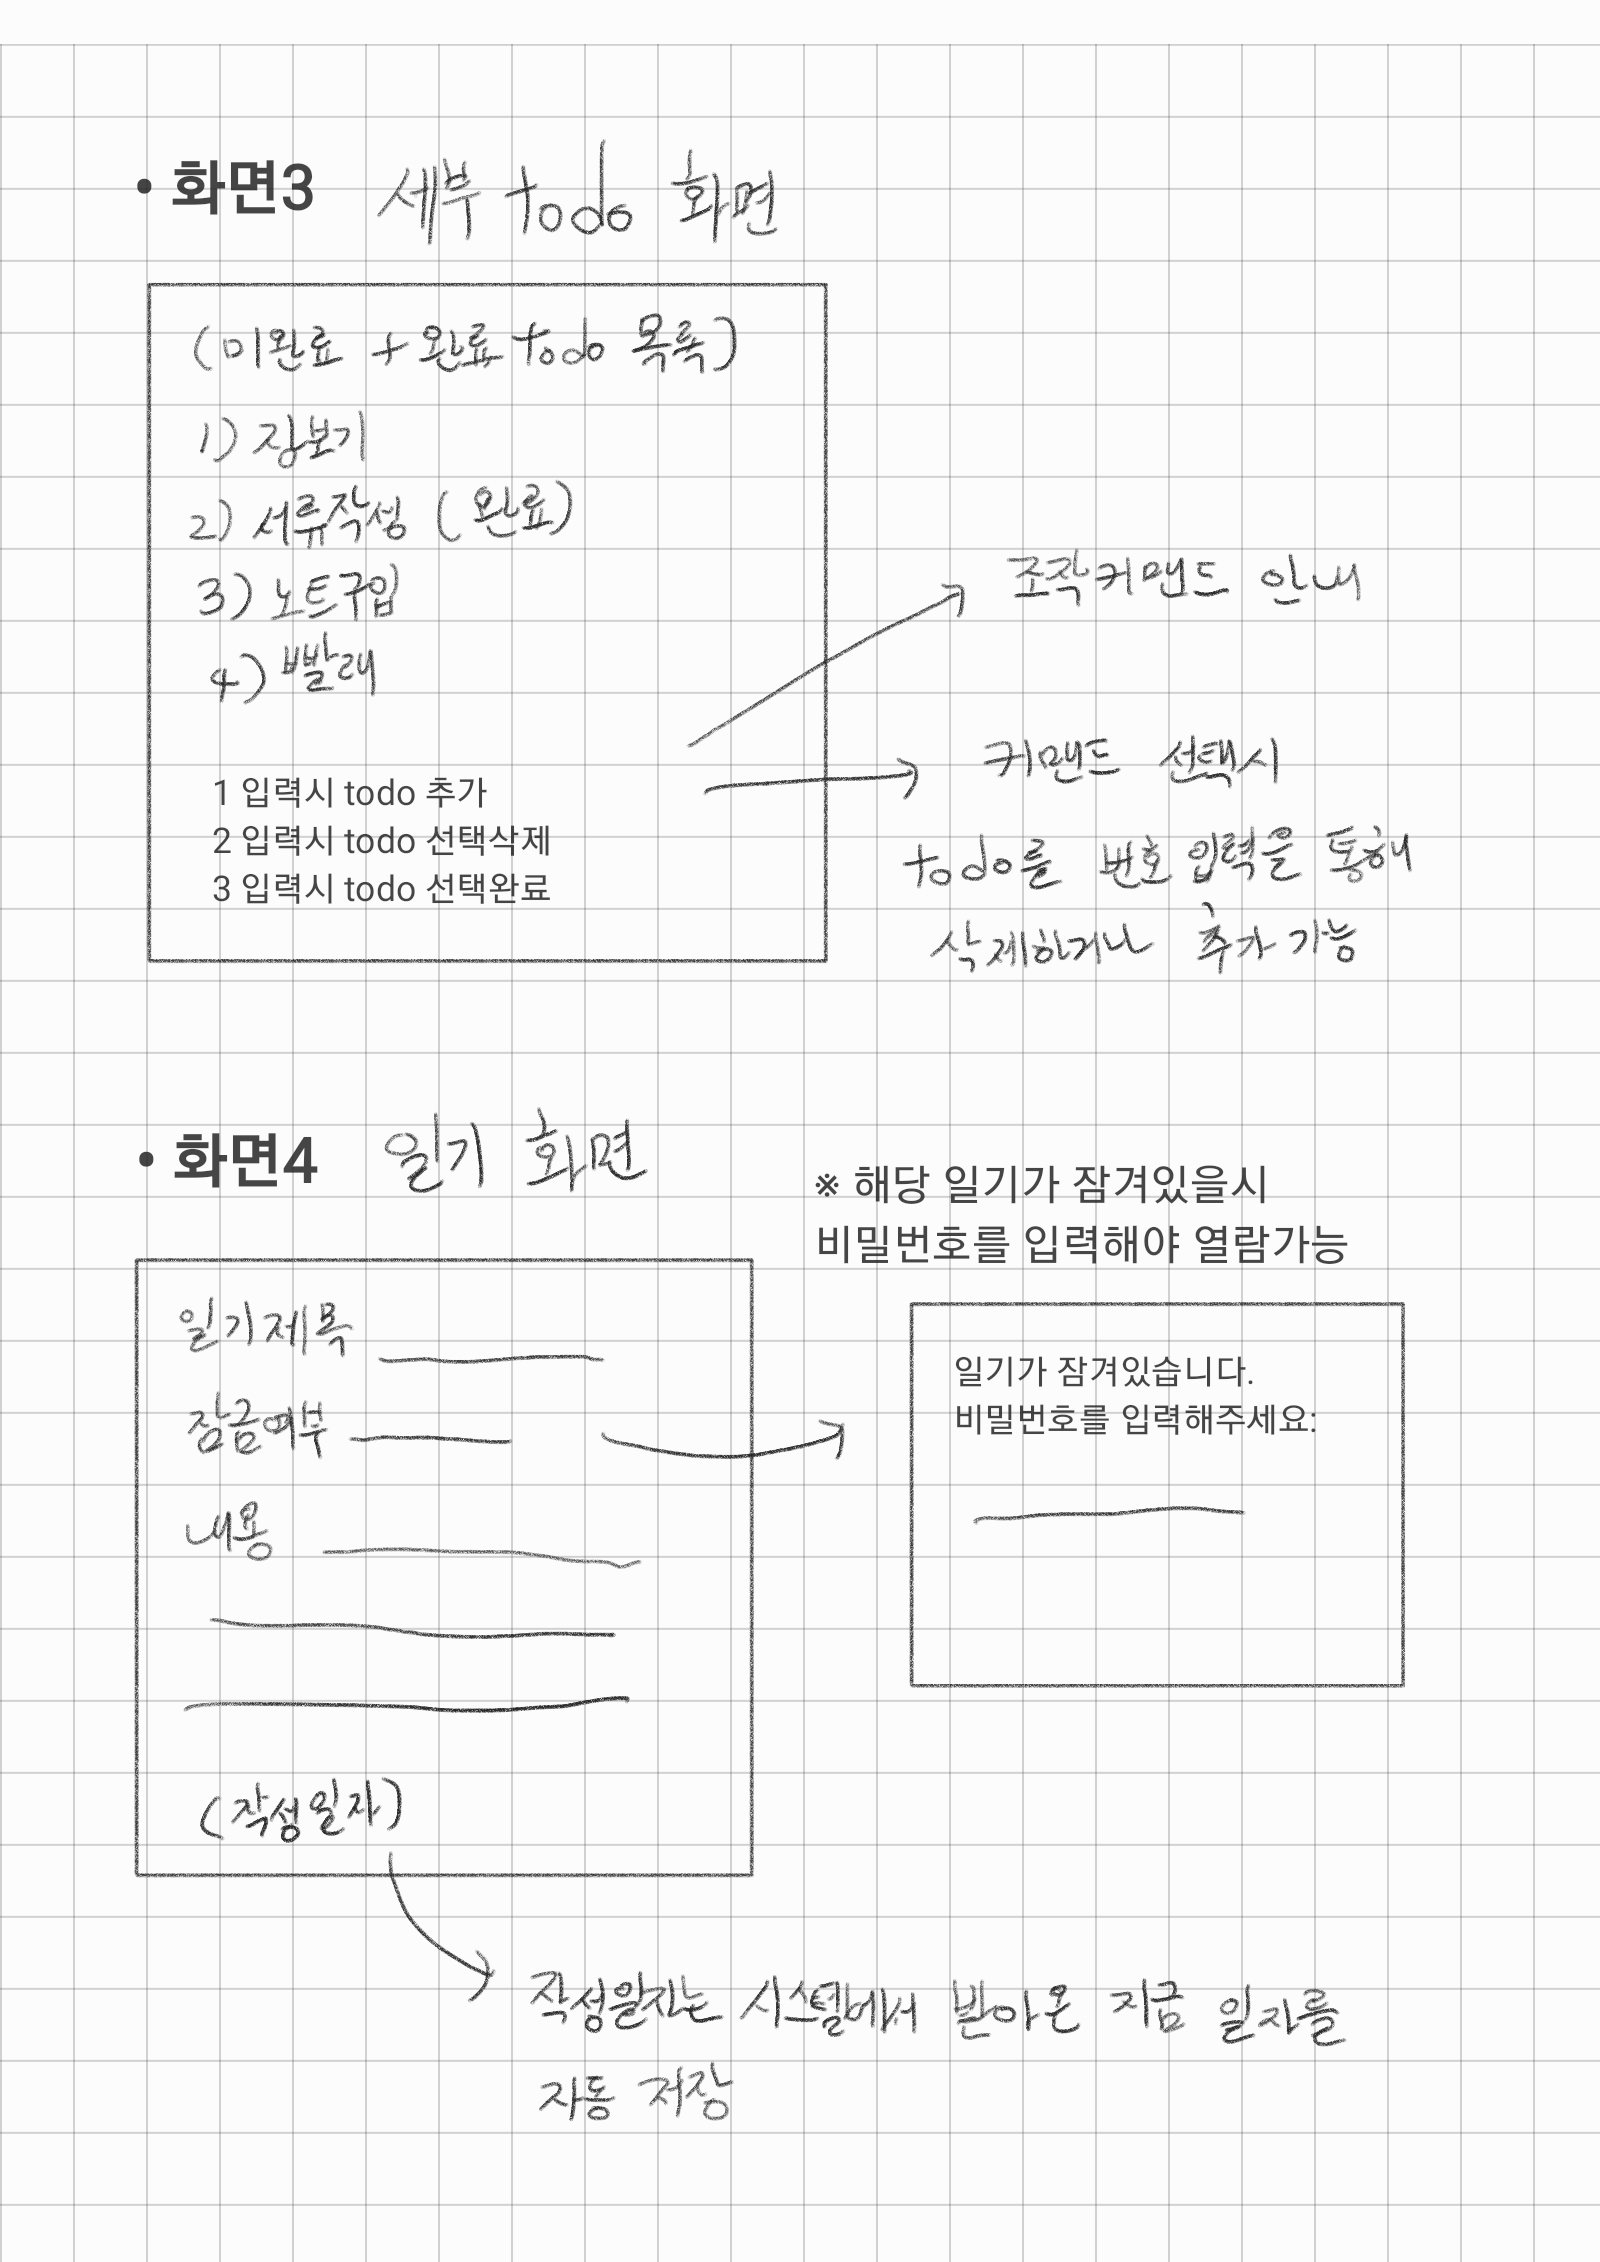 • 화면3 세부 todo 화면
(미완료 + 완료 todo 목록)
1) 장보기
2) 서류작성 (완료)
3) 노트구입
4) 빨래
1 입력시 todo 추가
2 입력시 todo 선택삭제
3 입력시 todo 선택완료
조작커맨드 안내
커맨드 선택시
todo를 번호입력을 통해
삭제하거나 추가 기능
• 화면4 일기 화면
일기제목
잠금여부
내용
(작성일자)
※ 해당 일기가 잠겨있을시
비밀번호를 입력해야 열람가능
일기가 잠겨있습니다.
비밀번호를 입력해주세요:
작성일자는 시스템에서 받아온 지금 일자를
자동 저장